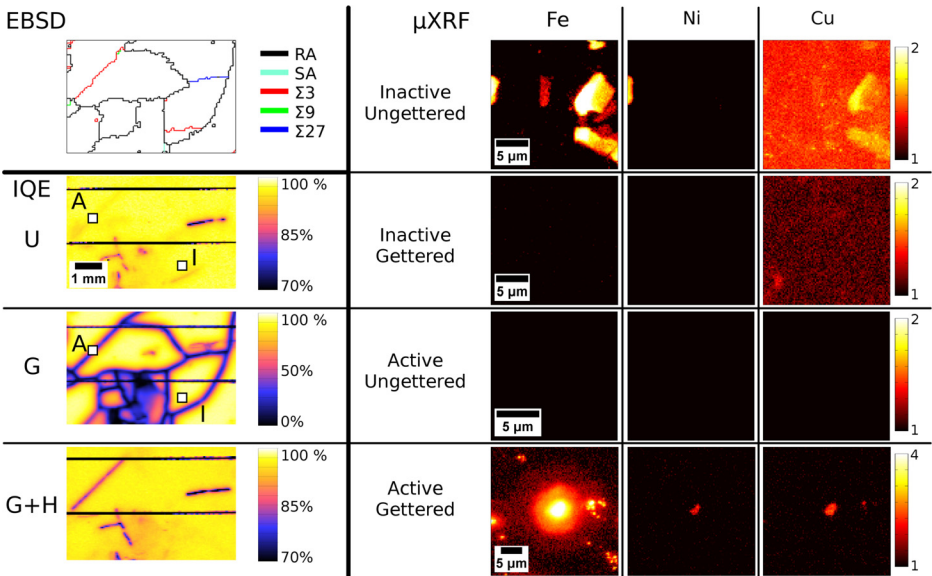 EBSD
RA
SA
Σ3
Σ9
Σ27
IQE
U
A
I
1 mm
100 %
85%
70%
G
A
I
100 %
50%
0%
G+H
100 %
85%
70%
µXRF
Fe
Ni
Cu
Inactive
Ungettered
5 µm
2
1
Inactive
Gettered
5 µm
2
1
Active
Ungettered
5 µm
2
1
Active
Gettered
5 µm
4
1